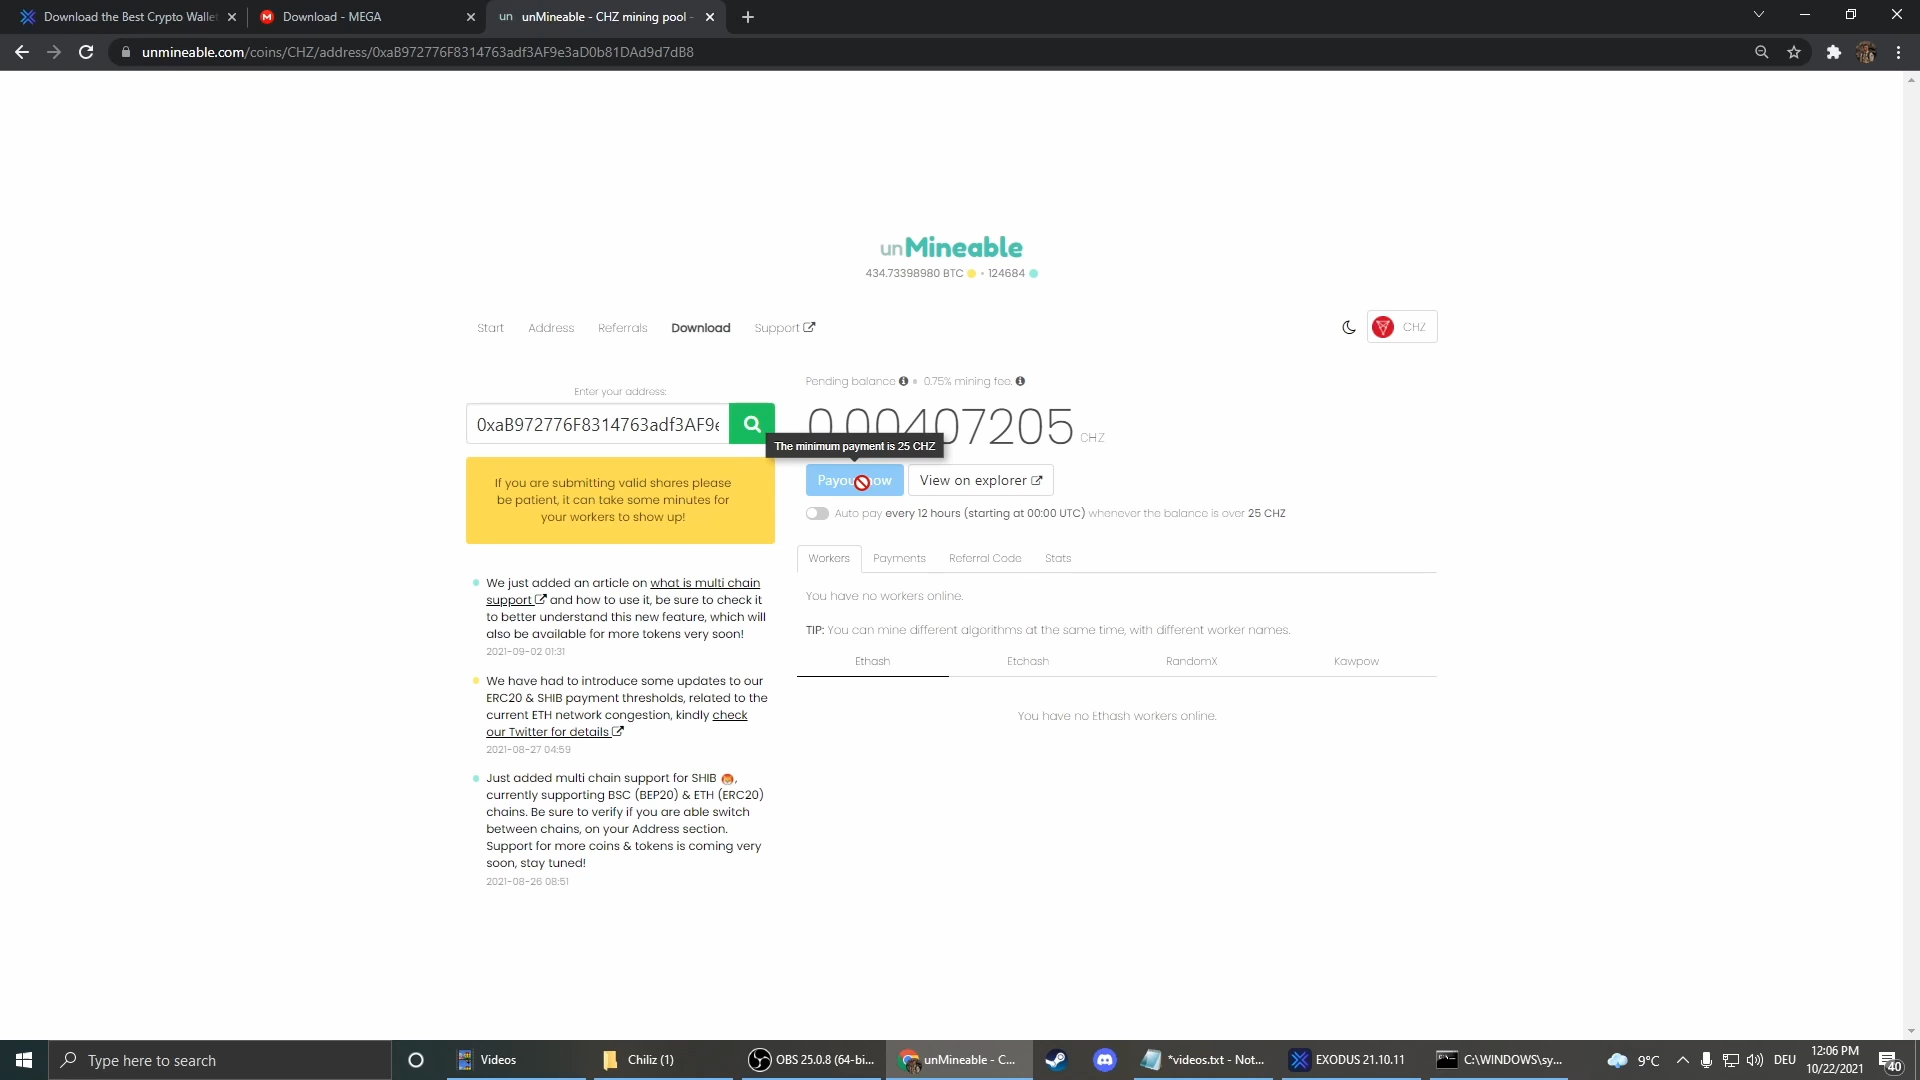 Download the Best Crypto Wallet
Download - MEGA
un
unMineable - CHZ mining pool -
unmineable.com/coins/CHZ/address/0xaB972776F8314763adf3AF9e3aD0b81DAd9d7dB8
unMineable
434.73398980 BTC • 124684
Start
Address
Referrals
Download
Support
CHZ
Enter your address:
0xaB972776F8314763adf3AF9e
Pending balance
0.75% mining fee.
0.00407205 CHZ
The minimum payment is 25 CHZ
View on explorer
Auto pay every 12 hours (starting at 00:00 UTC) whenever the balance is over 25 CHZ
If you are submitting valid shares please
be patient, it can take some minutes for
your workers to show up!
Workers
Payments
Referral Code
Stats
You have no workers online.
TIP: You can mine different algorithms at the same time, with different worker names.
Ethash
Etchash
RandomX
Kawpow
You have no Ethash workers online.
We just added an article on what is multi chain
support and how to use it, be sure to check it
to better understand this new feature, which will
also be available for more tokens very soon!
2021-09-02 01:31
We have had to introduce some updates to our
ERC20 & SHIB payment thresholds, related to the
current ETH network congestion, kindly check
our Twitter for details
2021-08-27 04:59
Just added multi chain support for SHIB ,
currently supporting BSC (BEP20) & ETH (ERC20)
chains. Be sure to verify if you are able switch
between chains, on your Address section.
Support for more coins & tokens is coming very
soon, stay tuned!
2021-08-26 08:51
Type here to search
Videos
Chiliz (1)
OBS 25.0.8 (64-bi...
unMineable - C...
*videos.txt - Not...
EXODUS 21.10.11
C:\WINDOWS\sy...
9°C
DEU
12:06 PM
10/22/2021
40